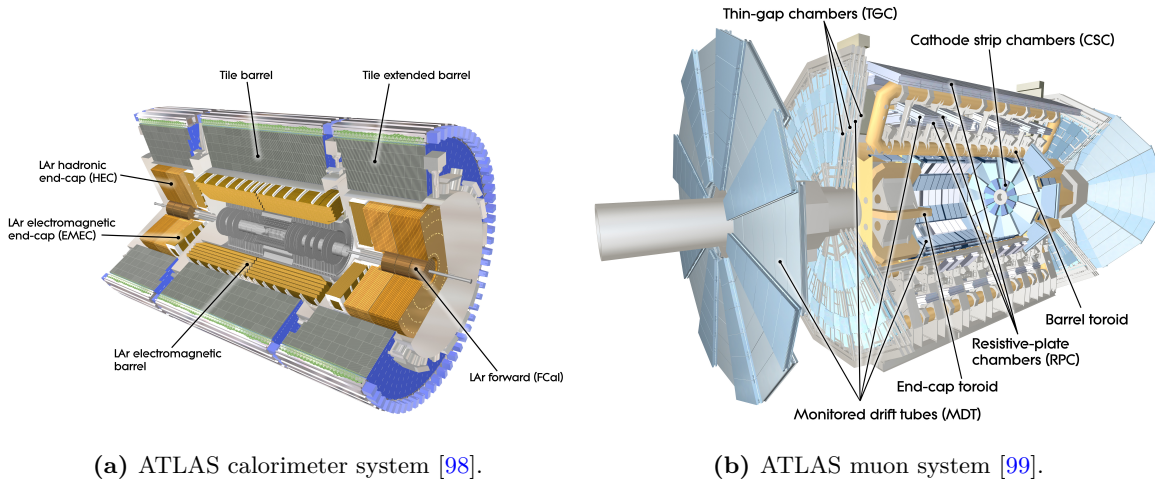 Tile barrel
Tile extended barrel
LAr hadronic
end-cap (HEC)
LAr electromagnetic
end-cap (EMEC)
LAr electromagnetic
barrel
LAr forward (FCal)
(a) ATLAS calorimeter system [98].
Thin-gap chambers (TGC)
Cathode strip chambers (CSC)
Barrel toroid
Resistive-plate
chambers (RPC)
End-cap toroid
Monitored drift tubes (MDT)
(b) ATLAS muon system [99].